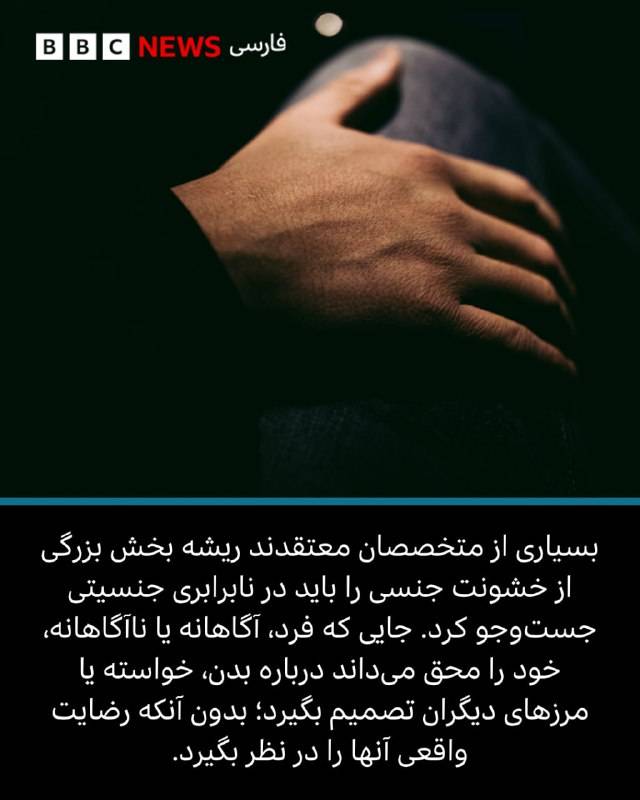 BBC NEWS فارسی
بسیاری از متخصصان معتقدند ریشه بخش بزرگی
از خشونت جنسی را باید در نابرابری جنسیتی
جست‌وجو کرد. جایی که فرد، آگاهانه یا ناآگاهانه،
خود را محق می‌داند درباره بدن، خواسته یا
مرزهای دیگران تصمیم بگیرد؛ بدون آنکه رضایت
واقعی آنها را در نظر بگیرد.